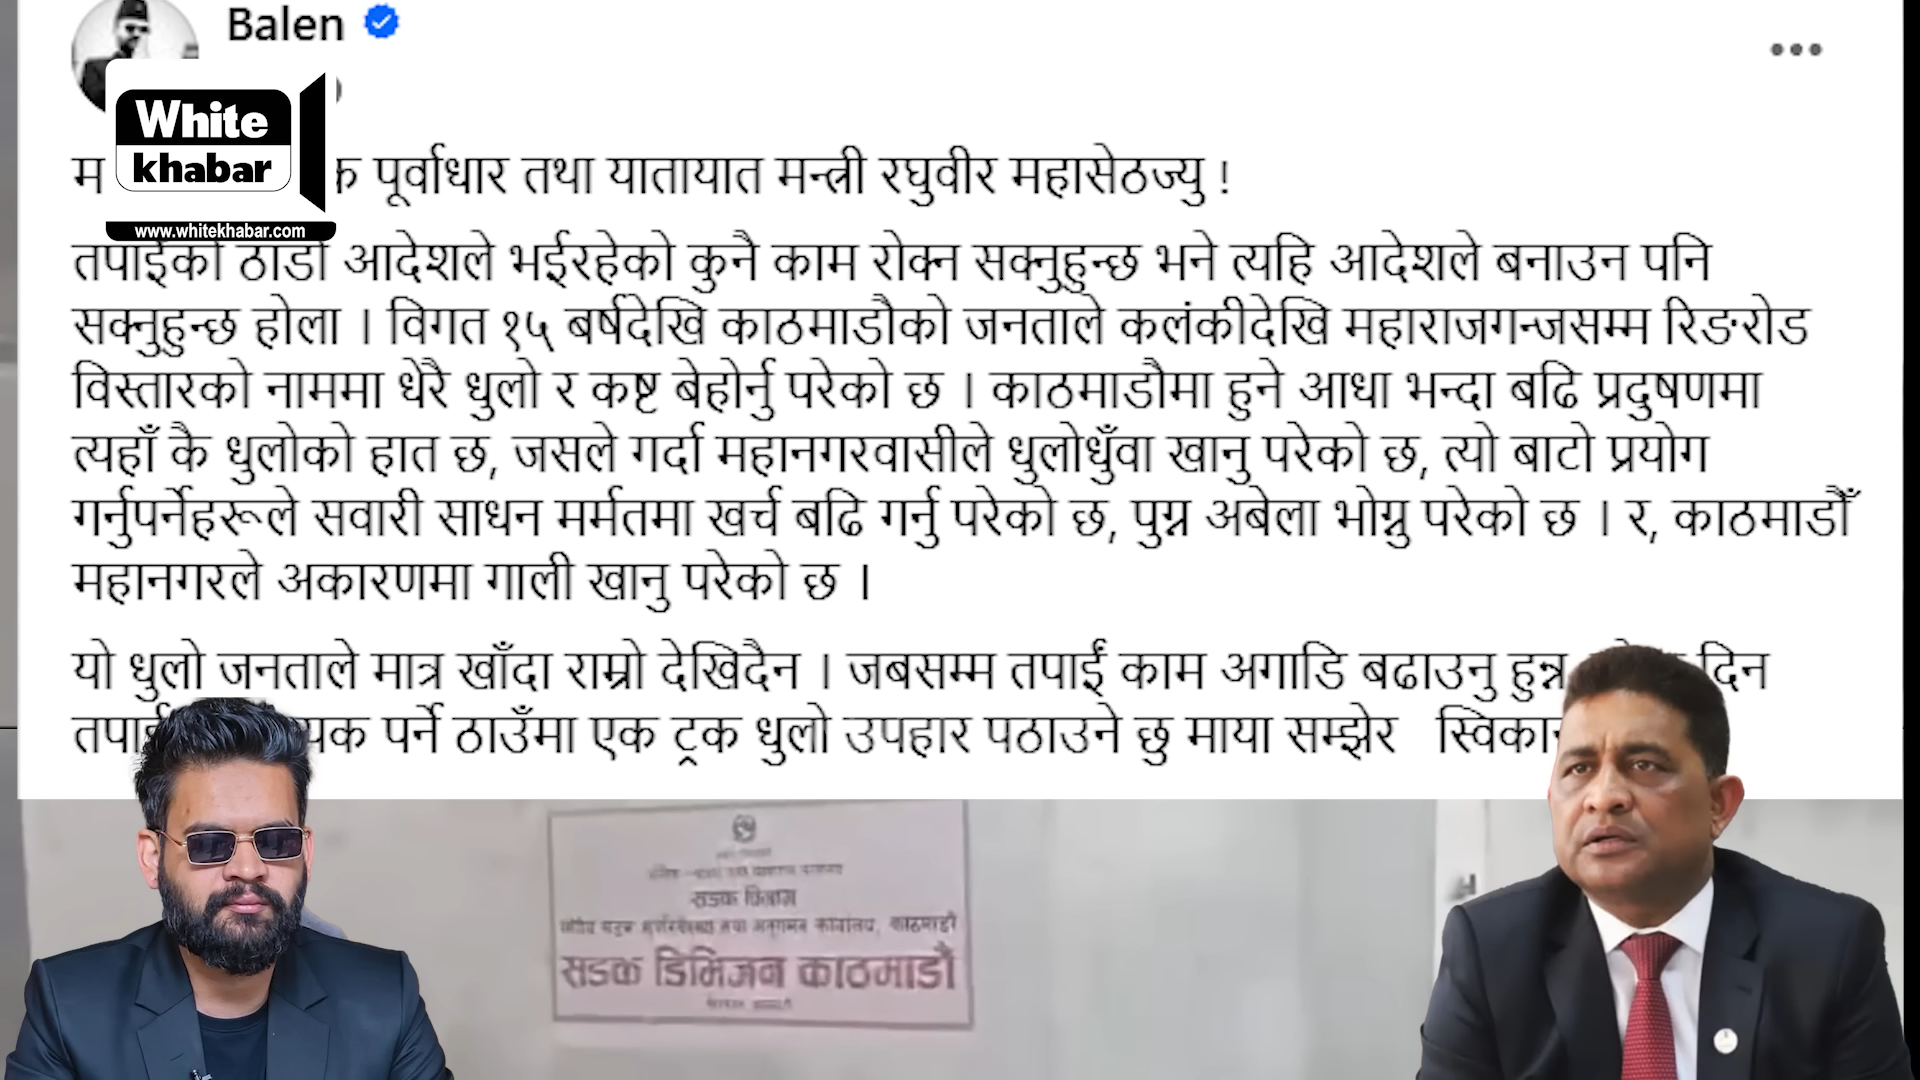 Balen
White
khabar
www.whitekhabar.com
पूर्वाधार तथा यातायात मन्त्री रघुवीर महासेठज्यु !
तपाईंको ठाडो आदेशले भईरहेको कुनै काम रोक्न सक्नुहुन्छ भने त्यहि आदेशले बनाउन पनि
सक्नुहुन्छ होला । विगत १५ बर्षदेखि काठमाडौको जनताले कलंकीदेखि महाराजगन्जसम्म रिङरोड
विस्तारको नाममा धेरै धुलो र कष्ट बेहोर्नु परेको छ । काठमाडौमा हुने आधा भन्दा बढि प्रदुषणमा
त्यहाँ कै धुलोको हात छ, जसले गर्दा महानगरवासीले धुलोधुँवा खानु परेको छ, त्यो बाटो प्रयोग
गर्नुपर्नेहरूले सवारी साधन मर्मतमा खर्च बढि गर्नु परेको छ, पुग्न अबेला भोग्नु परेको छ । र, काठमाडौँ
महानगरले अकारणमा गाली खानु परेको छ ।
यो धुलो जनताले मात्र खाँदा राम्रो देखिदैन । जबसम्म तपाईं काम अगाडि बढाउनु हुन्न दिन
पर्ने ठाउँमा एक ट्रक धुलो उपहार पठाउने छु माया सम्झेर
सडक विभाग
सडक डिभिजन काठमाडौं